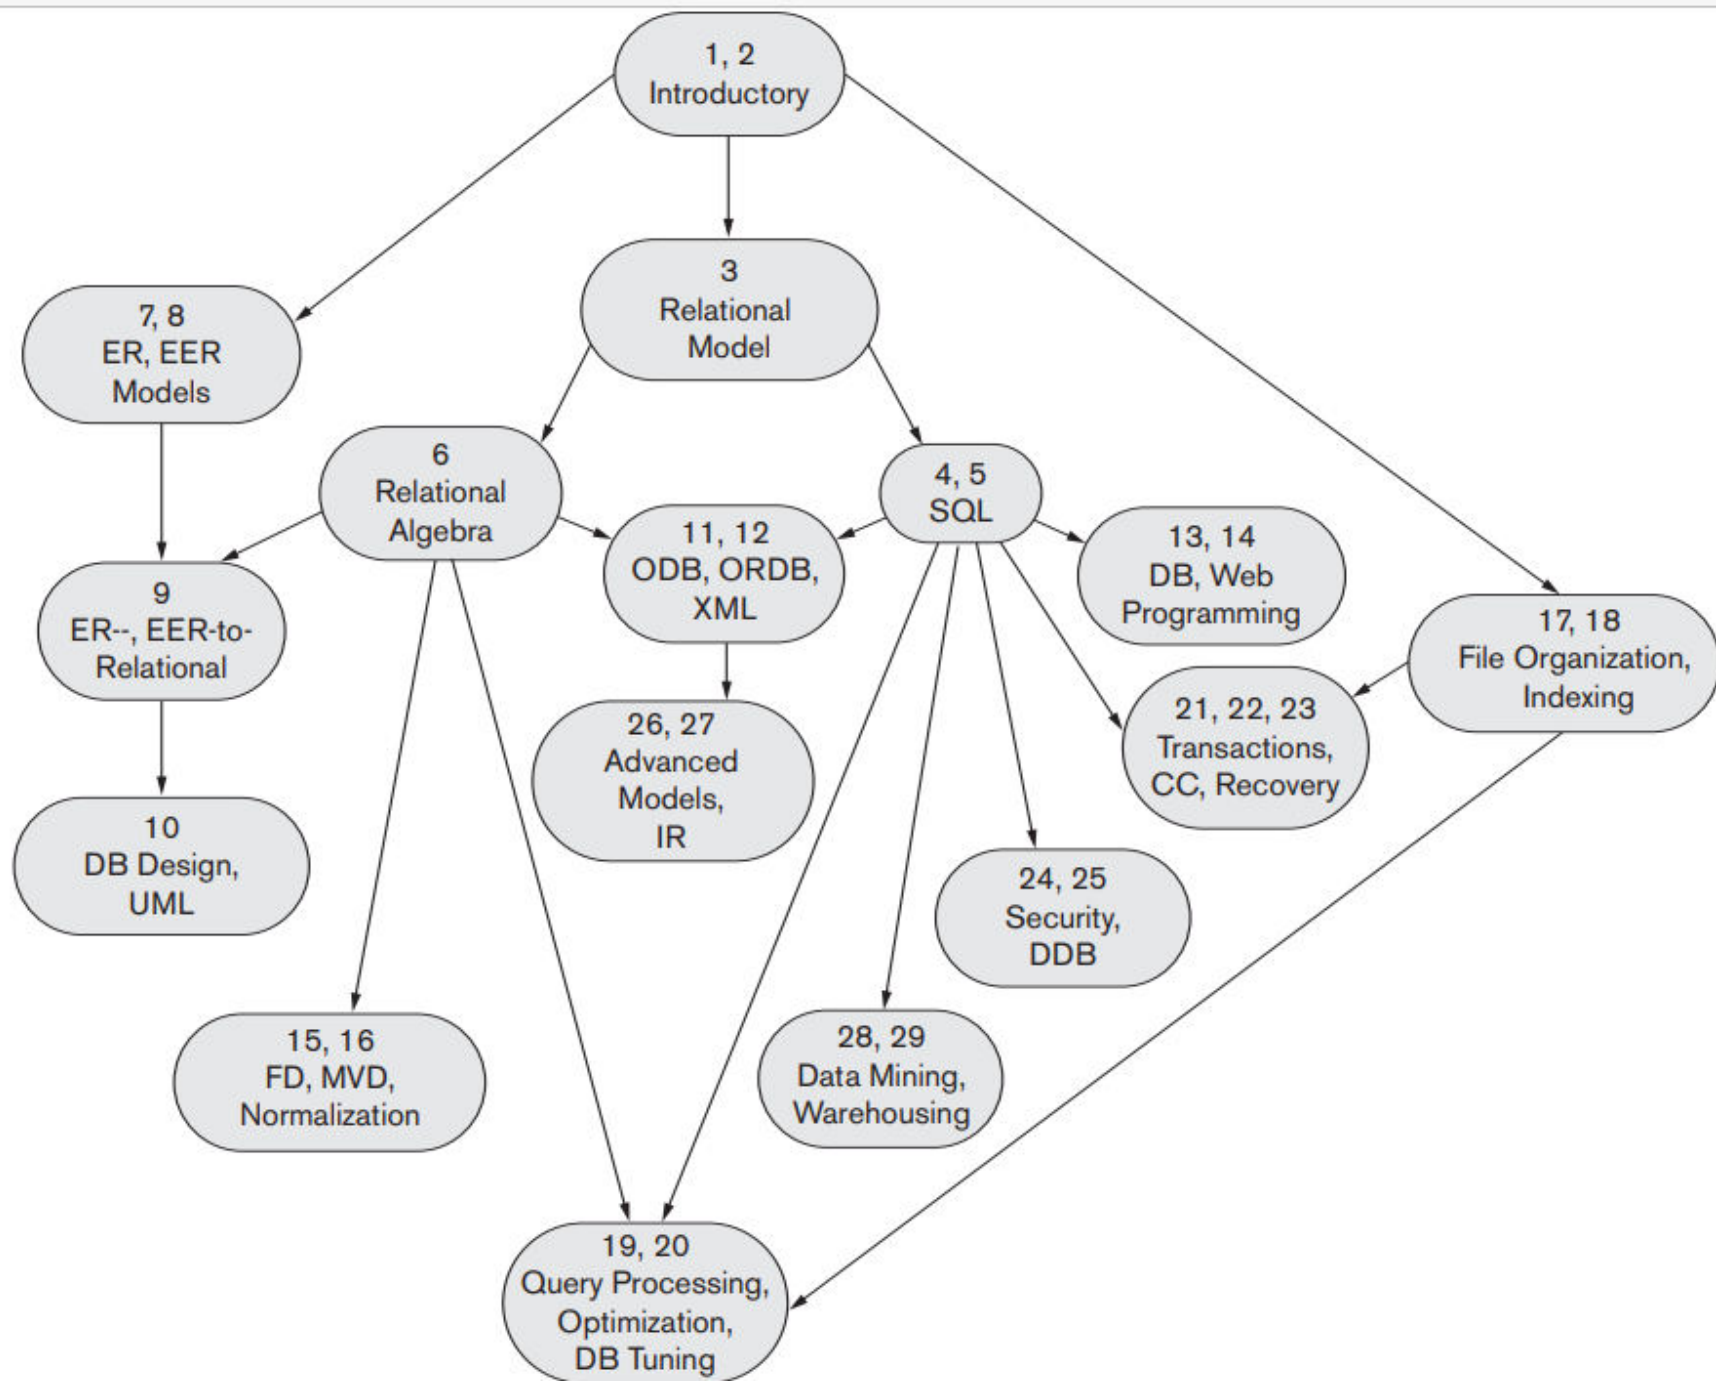 1, 2
Introductory
3
Relational
Model
7, 8
ER, EER
Models
6
Relational
Algebra
4, 5
SQL
11, 12
ODB, ORDB,
XML
13, 14
DB, Web
Programming
9
ER--, EER-to-
Relational
17, 18
File Organization,
Indexing
26, 27
Advanced
Models,
IR
21, 22, 23
Transactions,
CC, Recovery
10
DB Design,
UML
24, 25
Security,
DDB
15, 16
FD, MVD,
Normalization
28, 29
Data Mining,
Warehousing
19, 20
Query Processing,
Optimization,
DB Tuning